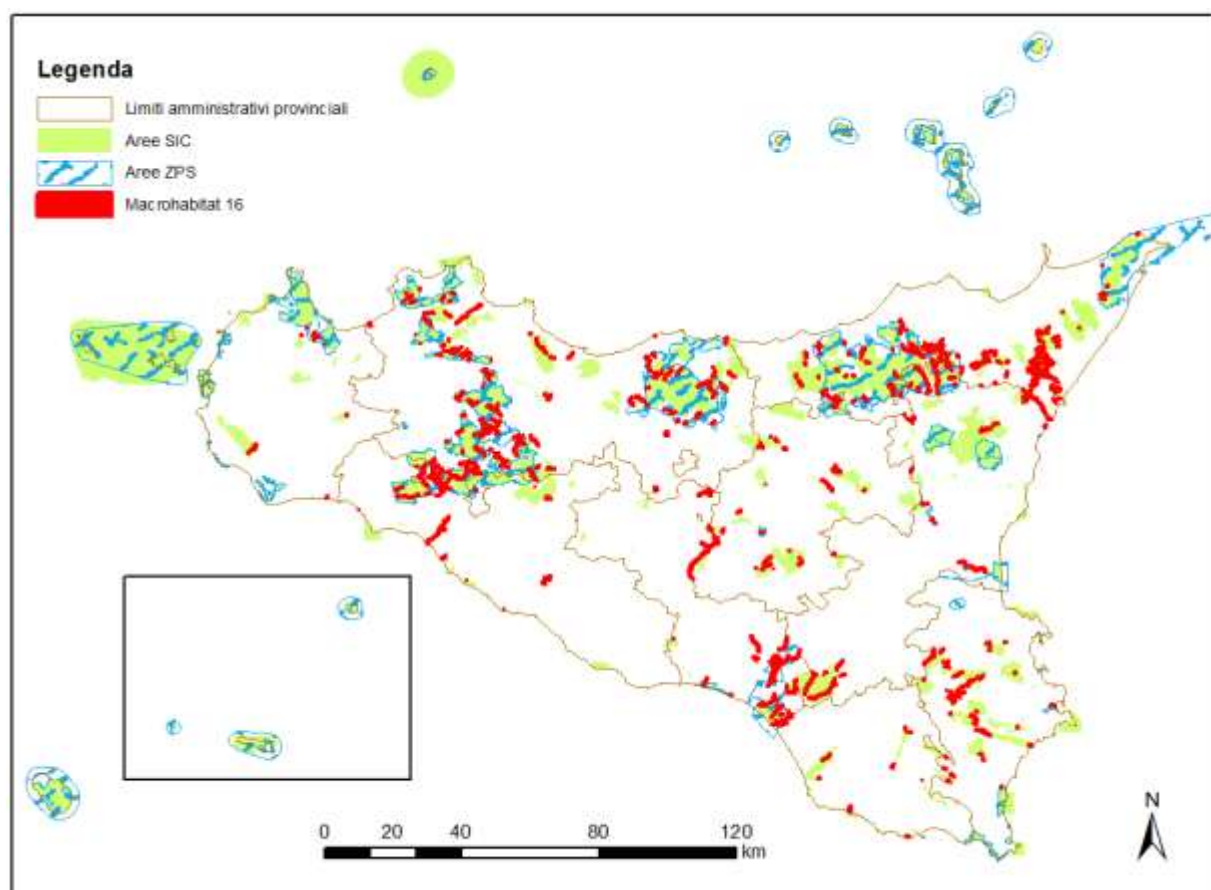 Legenda
Limiti amministrativi provinciali
Aree SIC
Aree ZPS
Macrohabitat 16
N
0 20 40 80 120
km